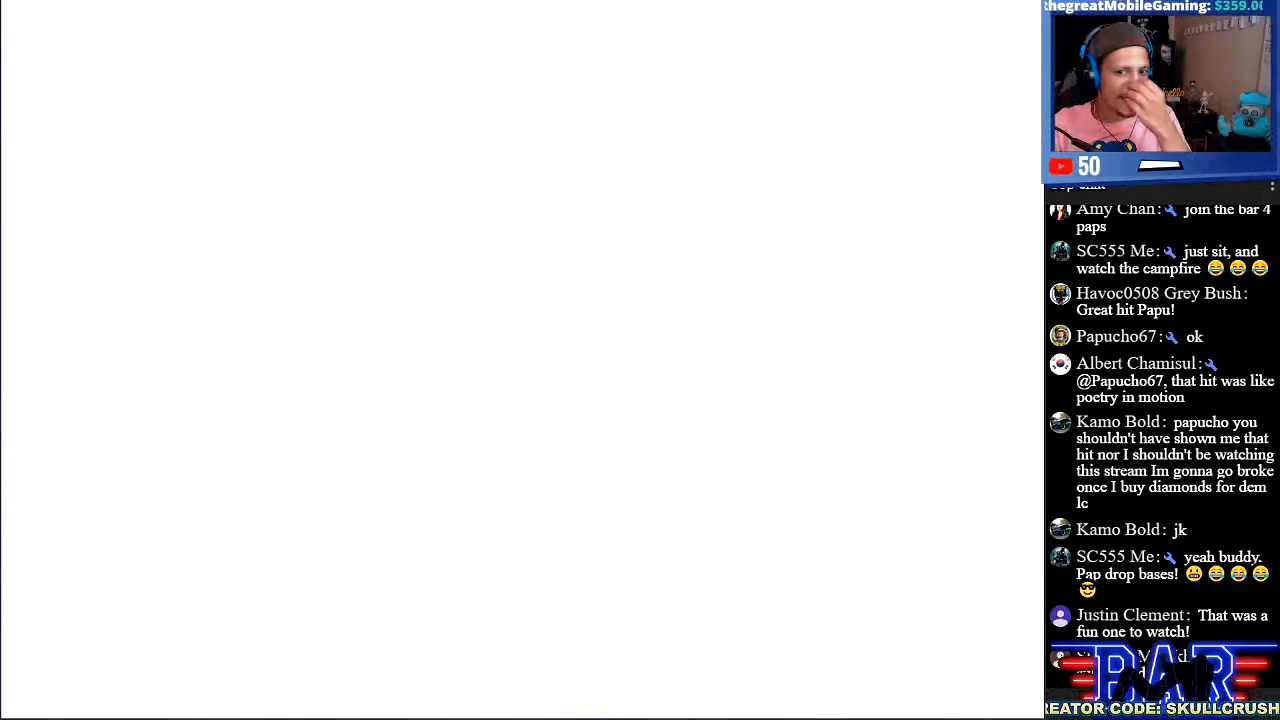 thegreatMobileGaming: $359.00
hello
50
Amy Chan: join the bar 4
paps
SC555 Me: just sit, and
watch the campfire 😂 😂 😂
Havoc0508 Grey Bush:
Great hit Papu!
Papucho67: ok
Albert Chamisul:
@Papucho67, that hit was like
poetry in motion
Kamo Bold: papucho you
shouldn't have shown me that
hit nor I shouldn't be watching
this stream Im gonna go broke
once I buy diamonds for dem
lc
Kamo Bold: jk
SC555 Me: yeah buddy.
Pap drop bases! 😬 😂 😂 😂
😎
Justin Clement: That was a
fun one to watch!
BAR
REATOR CODE: SKULLCRUSH